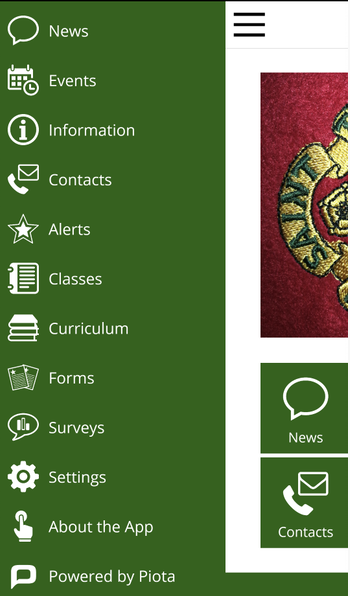 News
Events
Information
Contacts
Alerts
Classes
Curriculum
Forms
Surveys
Settings
About the App
Powered by Piota
News
Contacts